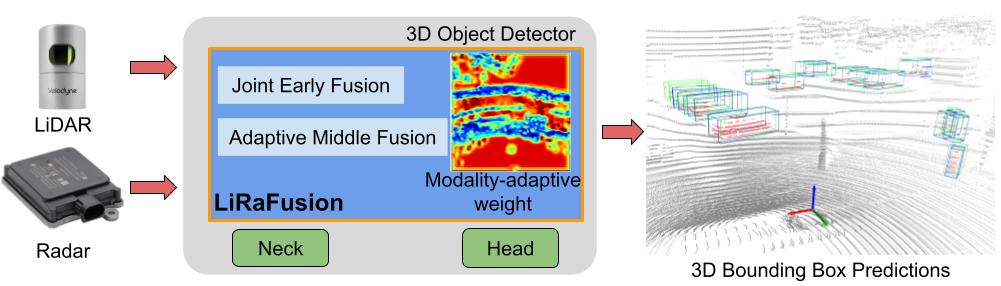 3D Object Detector
Velodyne
LiDAR
Radar
Joint Early Fusion
Adaptive Middle Fusion
Modality-adaptive
weight
LiRaFusion
Neck
Head
3D Bounding Box Predictions